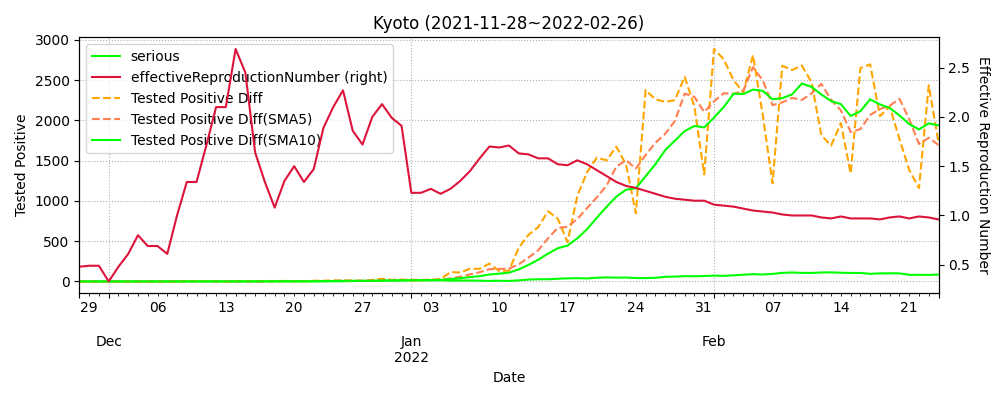 Kyoto (2021-11-28~2022-02-26)
3000
2500
2000
1500
1000
500
0
Tested Positive
serious
effectiveReproductionNumber (right)
Tested Positive Diff
Tested Positive Diff(SMA5)
Tested Positive Diff(SMA10)
2.5
2.0
1.5
1.0
0.5
Effective Reproduction Number
29 06 13 20 27 03 10 17 24 31 07 14 21
Dec Jan Feb
2022
Date